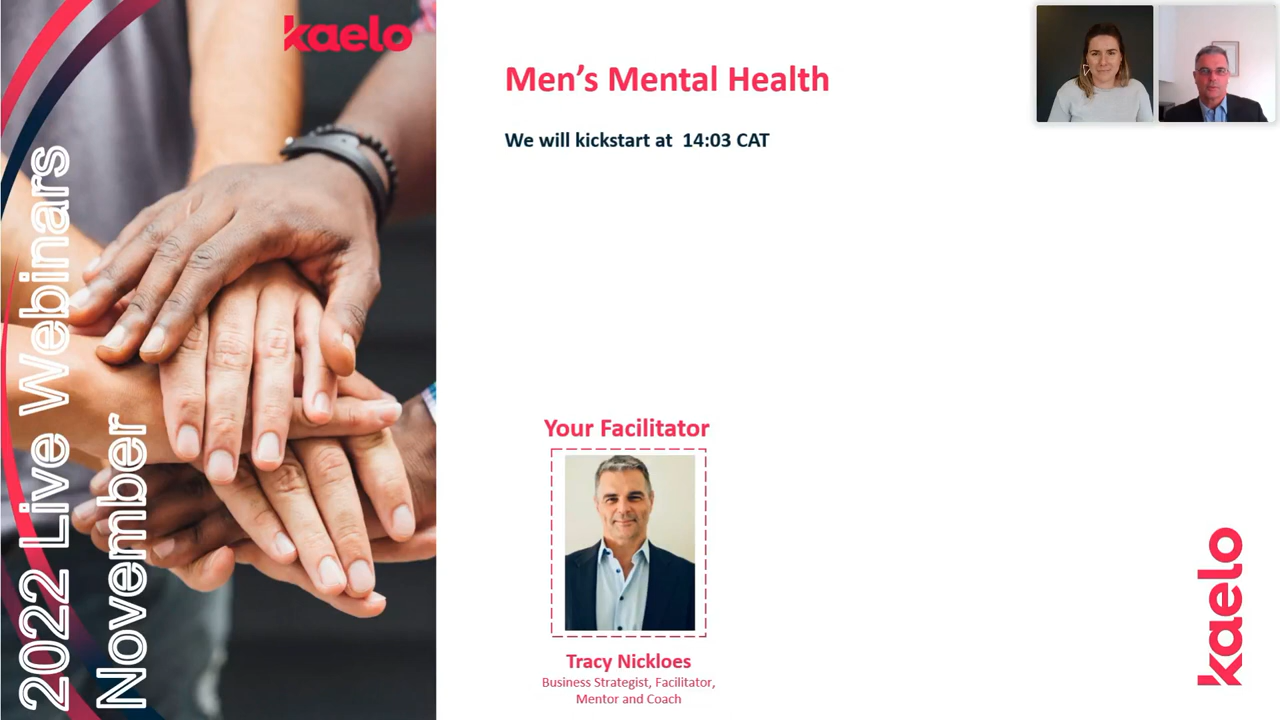 kaelo
2022 Live Webinars
November
Men’s Mental Health
We will kickstart at 14:03 CAT
Your Facilitator
Tracy Nickloes
Business Strategist, Facilitator,
Mentor and Coach
kaelo